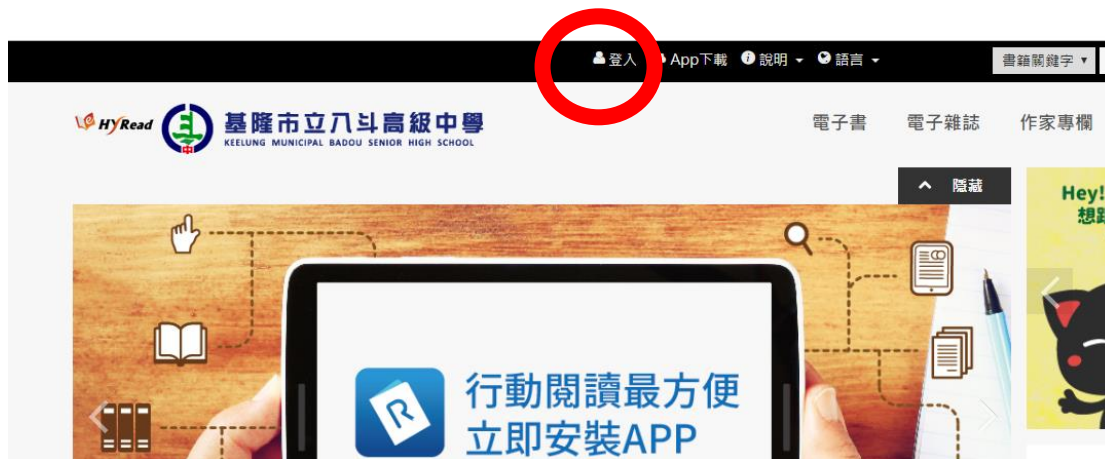 登入 App下載 說明 語言 書籍關鍵字
HyRead 基隆市立八斗高級中學
KEELUNG MUNICIPAL BADOU SENIOR HIGH SCHOOL
電子書 電子雜誌 作家專欄
隱藏
Hey!
想
R
行動閱讀最方便
立即安裝APP